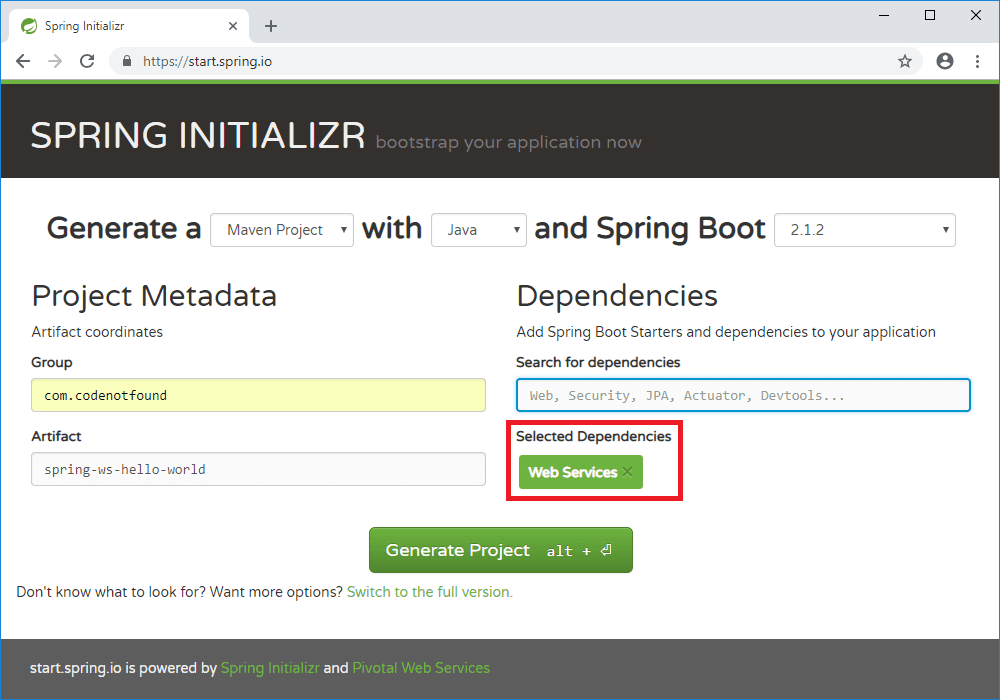 Spring Initializr
https://start.spring.io
SPRING INITIALIZR bootstrap your application now
Generate a Maven Project with Java and Spring Boot 2.1.2
Project Metadata
Artifact coordinates
Group
com.codenotfound
Artifact
spring-ws-hello-world
Dependencies
Add Spring Boot Starters and dependencies to your application
Search for dependencies
Web, Security, JPA, Actuator, Devtools...
Selected Dependencies
Web Services ×
Generate Project alt + ⏎
Don't know what to look for? Want more options? Switch to the full version.
start.spring.io is powered by Spring Initializr and Pivotal Web Services